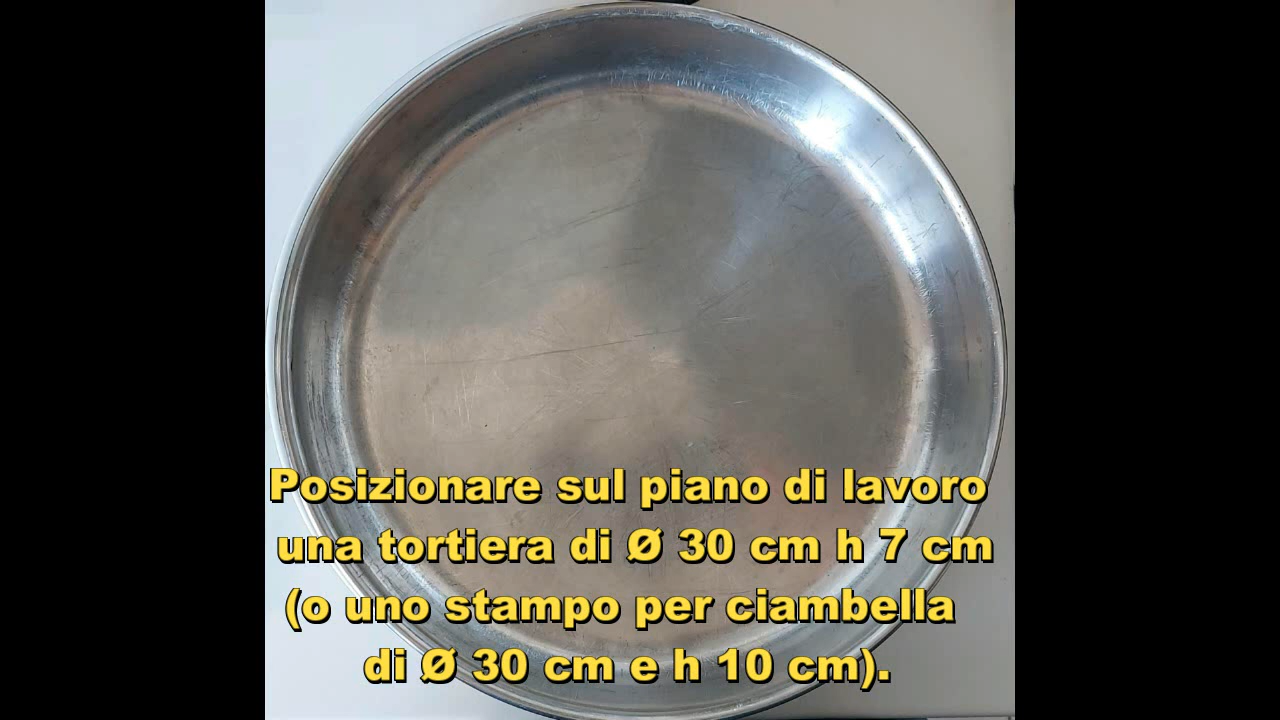 Posizionare sul piano di lavoro
una tortiera di Ø 30 cm h 7 cm
(o uno stampo per ciambella
di Ø 30 cm e h 10 cm).